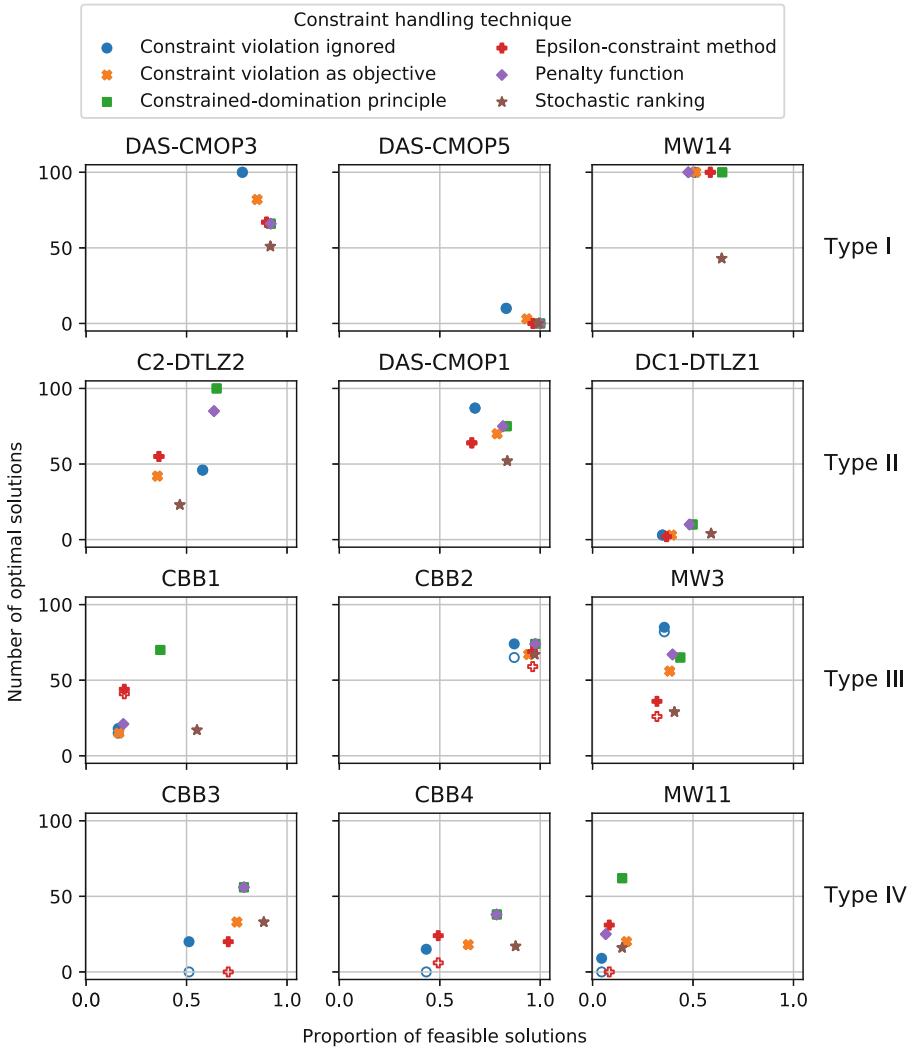 Constraint handling technique
Constraint violation ignored
Constraint violation as objective
Constrained-domination principle
Epsilon-constraint method
Penalty function
Stochastic ranking
DAS-CMOP3 DAS-CMOP5 MW14
100
50
0
Type I
C2-DTLZ2 DAS-CMOP1 DC1-DTLZ1
100
50
0
Type II
Number of optimal solutions
CBB1 CBB2 MW3
100
50
0
Type III
CBB3 CBB4 MW11
100
50
0
Type IV
0.0 0.5 1.0 0.0 0.5 1.0 0.0 0.5 1.0
Proportion of feasible solutions